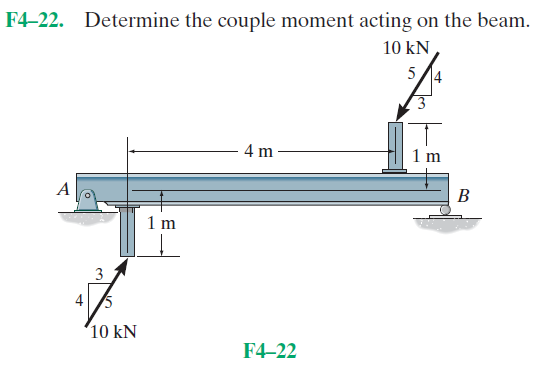 F4–22. Determine the couple moment acting on the beam.
10 kN
5
4
3
4 m
1 m
A
B
1 m
3
4
5
10 kN
F4–22